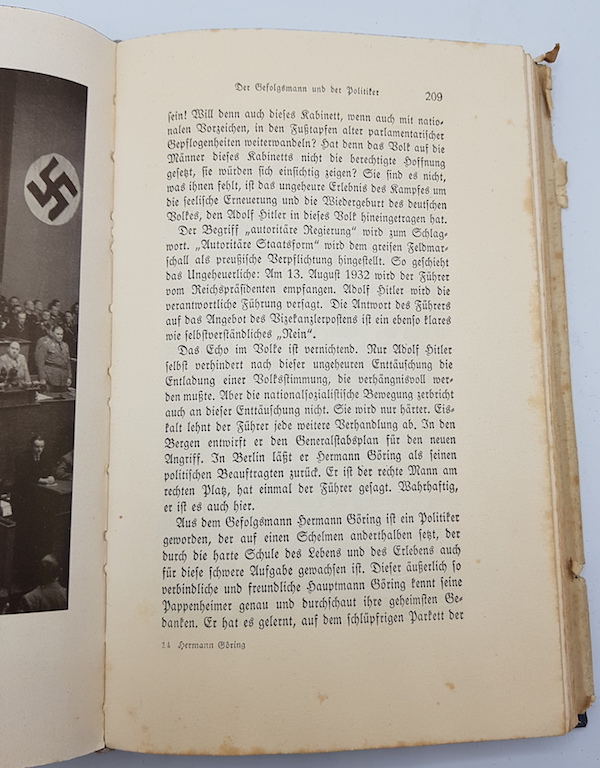 Der Gefolgsmann und der Politiker 209
sein! Will denn auch dieses Kabinett, wenn auch mit natio-
nalen Vorzeichen, in den Fußtapfen alter parlamentarischer
Gepflogenheiten weiterwandeln? Hat denn das Volk auf die
Männer dieses Kabinetts nicht die berechtigte Hoffnung
gesetzt, sie würden sich einsichtig zeigen? Sie sind es nicht,
was ihnen fehlt, ist das ungeheure Erlebnis des Kampfes um
die seelische Erneuerung und die Wiedergeburt des deutschen
Volkes, den Adolf Hitler in dieses Volk hineingetragen hat.
Der Begriff „autoritäre Regierung“ wird zum Schlag-
wort. „Autoritäre Staatsform“ wird dem greisen Feldmar-
schall als preußische Verpflichtung hingestellt. So geschieht
das Ungeheuerliche: Am 13. August 1932 wird der Führer
vom Reichspräsidenten empfangen. Adolf Hitler wird die
verantwortliche Führung versagt. Die Antwort des Führers
auf das Angebot des Vizekanzlerpostens ist ein ebenso klares
wie selbstverständliches „Nein“.
Das Echo im Volke ist vernichtend. Nur Adolf Hitler
selbst verhindert nach dieser ungeheuren Enttäuschung die
Entladung einer Volksstimmung, die verhängnisvoll wer-
den mußte. Aber die nationalsozialistische Bewegung zerbricht
auch an dieser Enttäuschung nicht. Sie wird nur härter. Eis-
kalt lehnt der Führer jede weitere Verhandlung ab. In den
Bergen entwirft er den Generalstabsplan für den neuen
Angriff. In Berlin läßt er Hermann Göring als seinen
politischen Beauftragten zurück. Er ist der rechte Mann am
rechten Platz, hat einmal der Führer gesagt. Wahrhaftig,
er ist es auch hier.
Aus dem Gefolgsmann Hermann Göring ist ein Politiker
geworden, der auf einen Schelmen anderthalben setzt, der
durch die harte Schule des Lebens und des Erlebens auch
für diese schwere Aufgabe gewachsen ist. Dieser äußerlich so
verbindliche und freundliche Hauptmann Göring kennt seine
Pappenheimer genau und durchschaut ihre geheimsten Ge-
danken. Er hat es gelernt, auf dem schlüpfrigen Parkett der
14 Hermann Göring